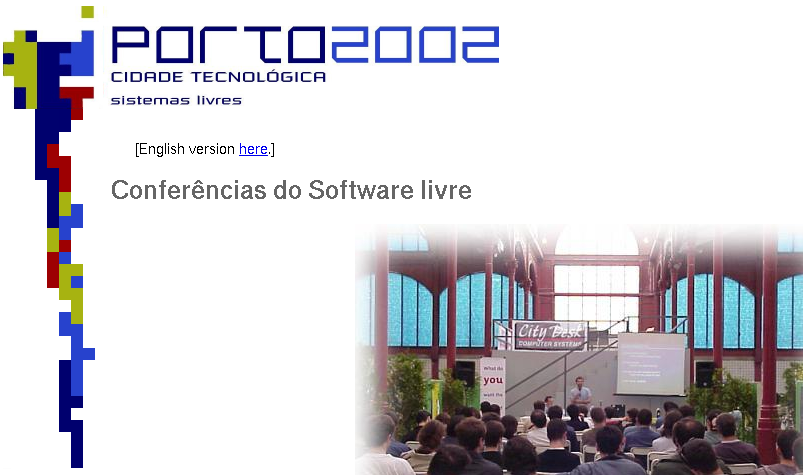 PORTO2002
CIDADE TECNOLÓGICA
sistemas livres
[English version here.]
Conferências do Software livre
City Desk
COMPUTER SYSTEMS
what do
you
want the